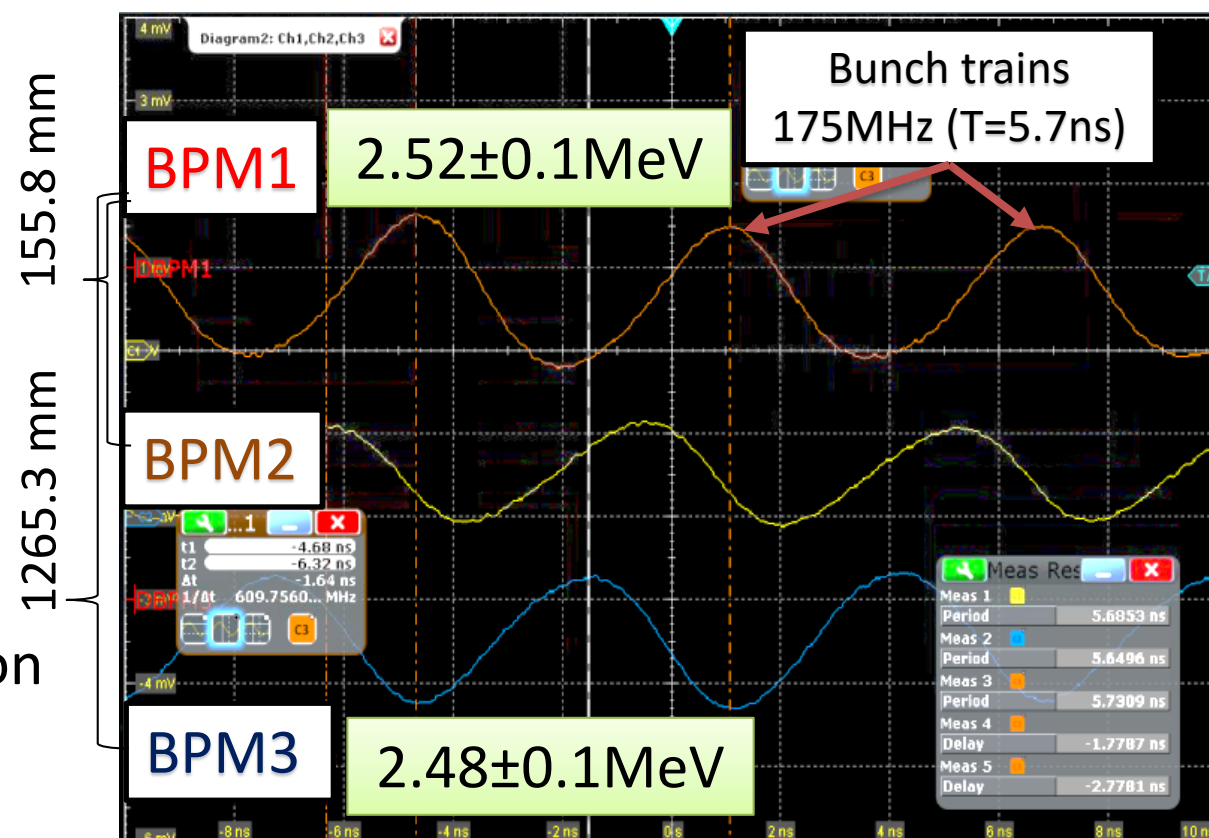 4 mV
Diagram2: Ch1,Ch2,Ch3
3 mV
Bunch trains
175MHz (T=5.7ns)
BPM1
2.52±0.1MeV
155.8 mm
C3
BPM2
1265.3 mm
...1
t1 -4.68 ns
t2 -6.32 ns
Δt -1.64 ns
1/Δt 609.7560... MHz
C3
Meas Res
Meas 1
Period 5.6853 ns
Meas 2
Period 5.6496 ns
Meas 3
Period 5.7309 ns
Meas 4
Delay -1.7787 ns
Meas 5
Delay -2.7781 ns
on
-4 mV
BPM3
2.48±0.1MeV
-8 ns
-6 ns
-4 ns
-2 ns
0 s
2 ns
4 ns
6 ns
8 ns
10 n